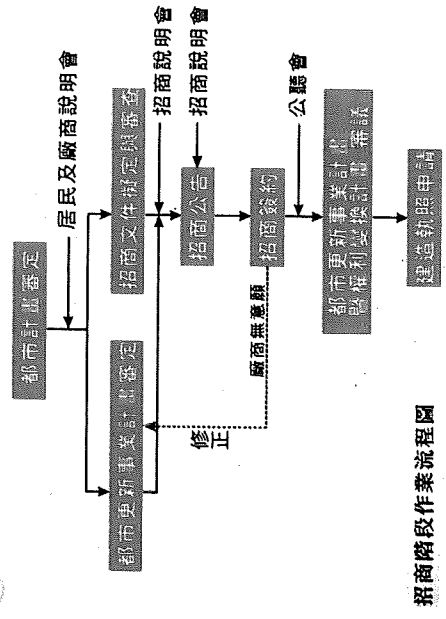 都市計畫審定
居民及廠商說明會
都市更新事業計畫審定
招商文件擬定與審查
招商說明會
招商公告
招商說明會
修正
廠商無意願
招商簽約
公聽會
都市更新事業計畫
暨權利變換計畫 審議
建造執照申請
招商階段作業流程圖